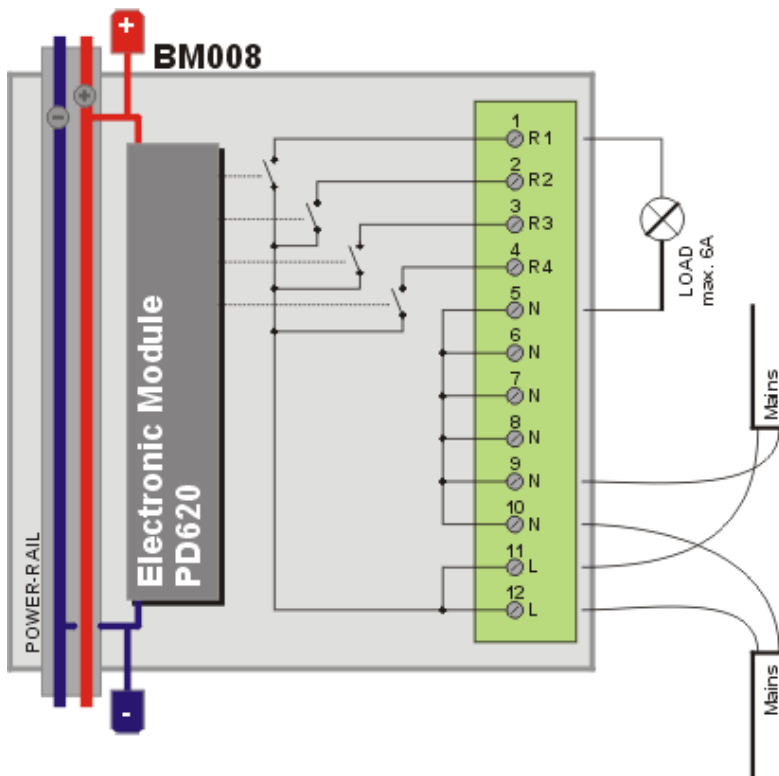 +
BM008
+
-
1
R1
2
R2
3
R3
4
R4
5
N
6
N
7
N
8
N
9
N
10
N
11
L
12
L
LOAD
max. 6A
Mains
Mains
Electronic Module
PD620
POWER-RAIL
-